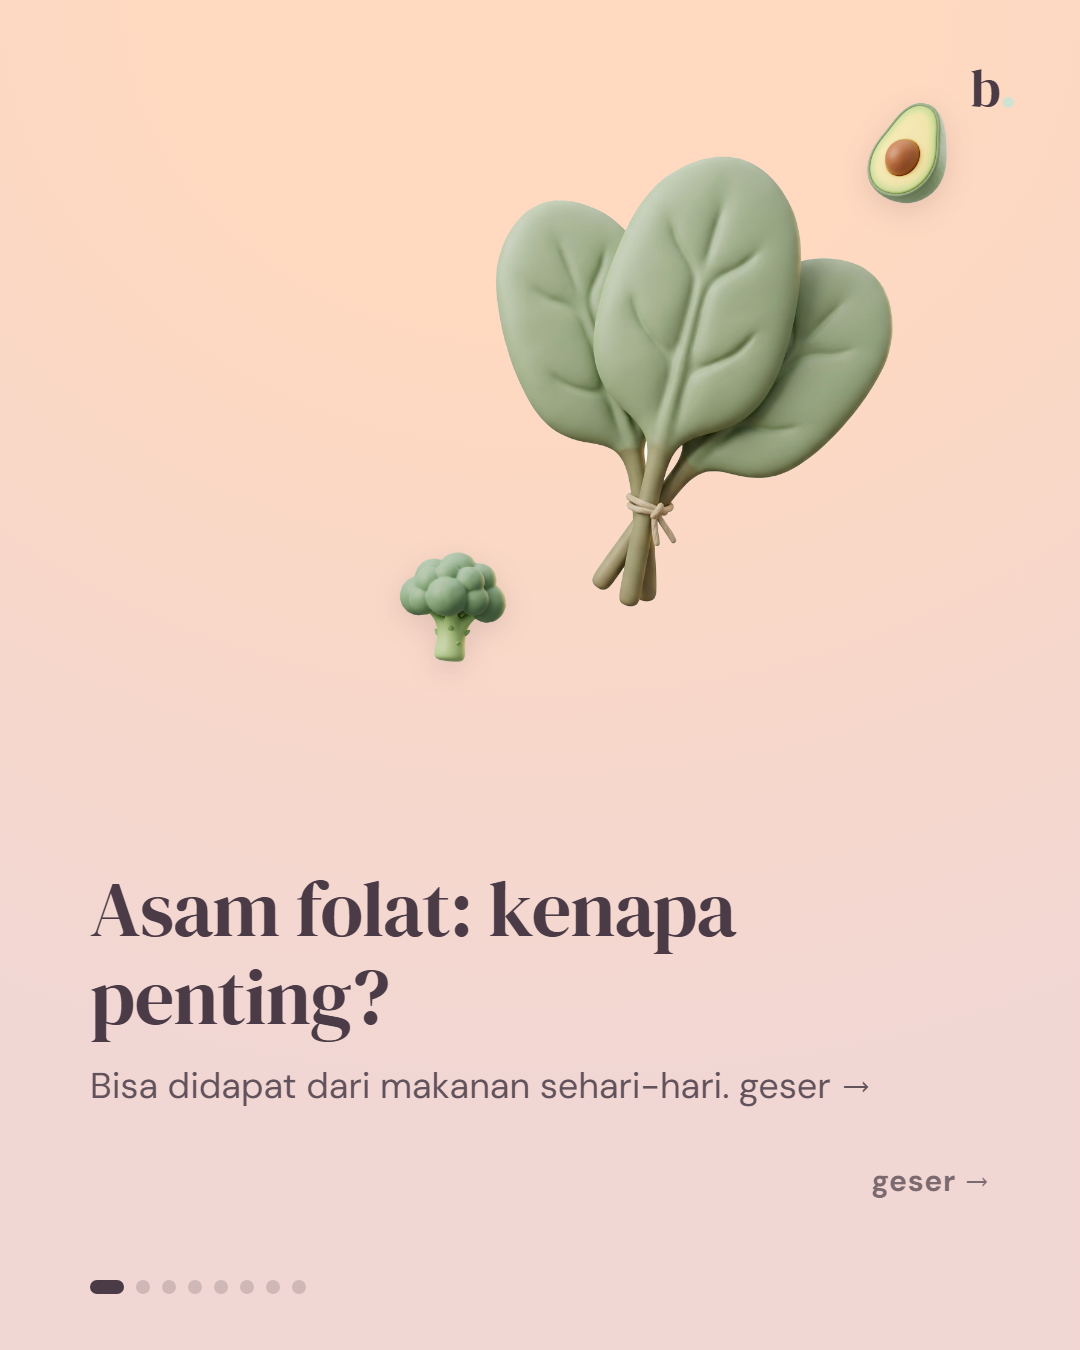 b.
Asam folat: kenapa
penting?
Bisa didapat dari makanan sehari-hari. geser →
geser →